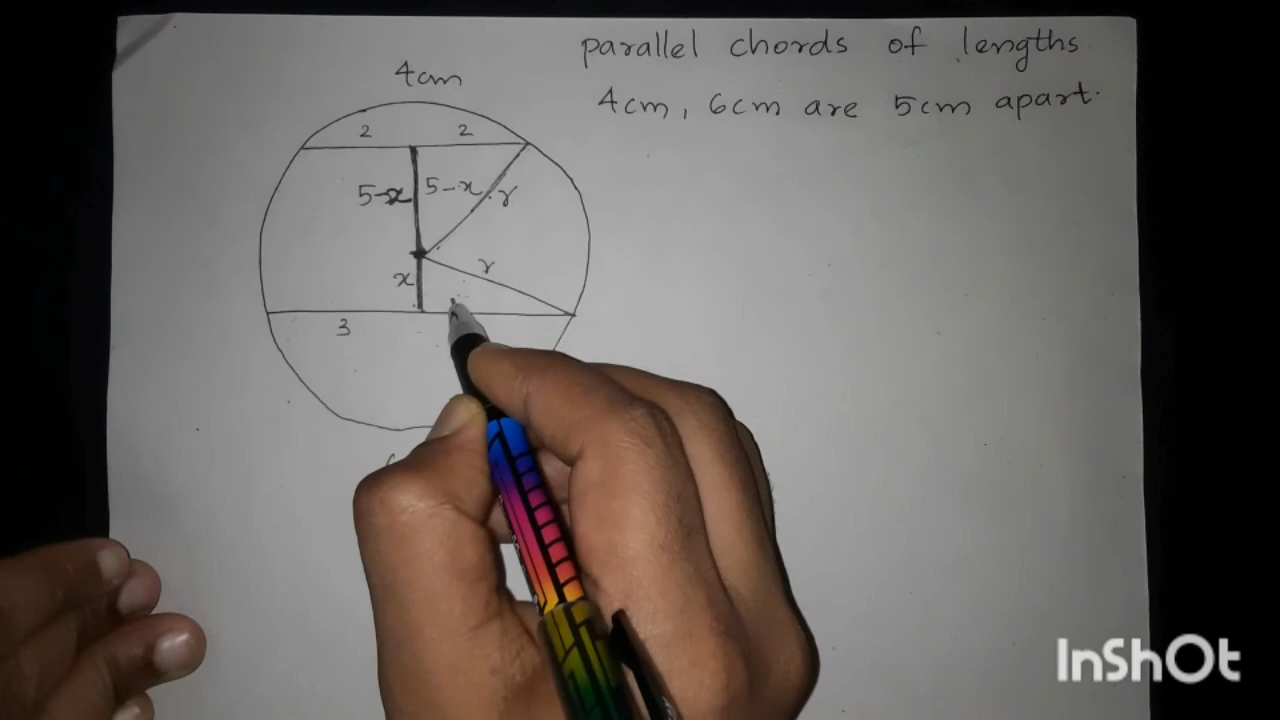 parallel chords of lengths
4cm, 6cm are 5cm apart.
4cm
2 2
5-x 5-x r
r
x
3
InShOt